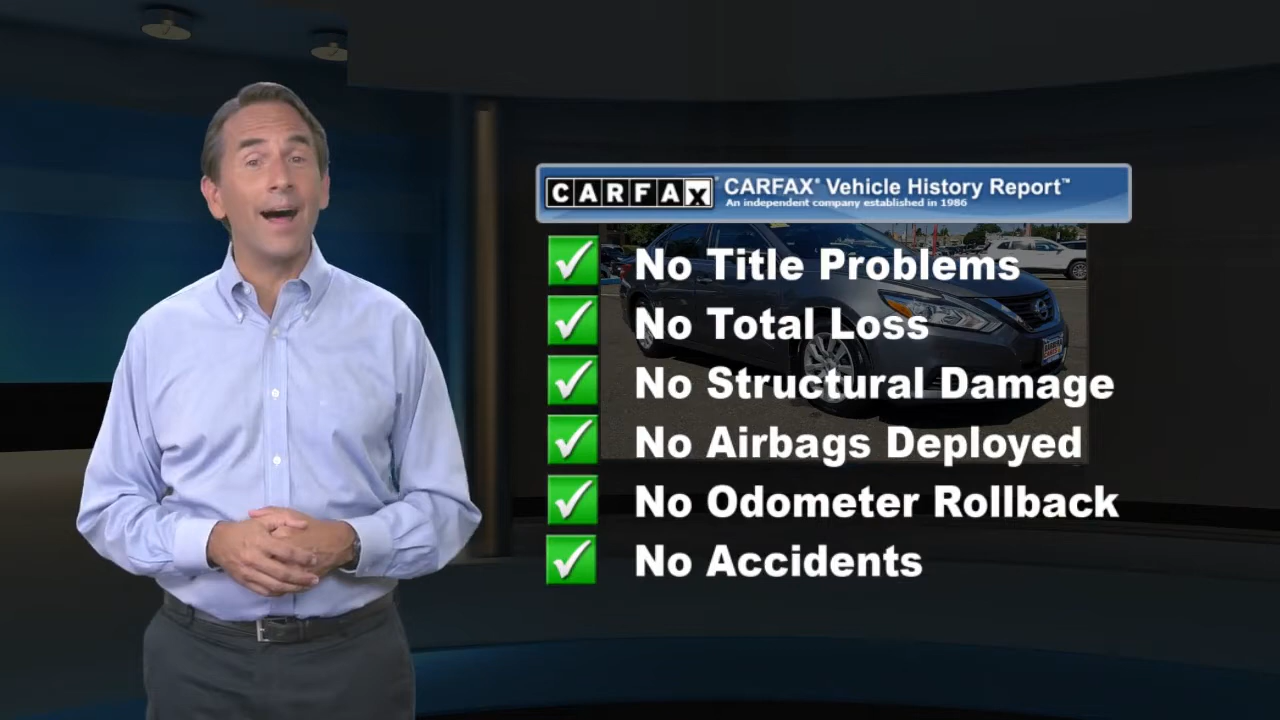 CARFAX
CARFAX® Vehicle History Report™
An independent company established in 1986
No Title Problems
No Total Loss
No Structural Damage
No Airbags Deployed
No Odometer Rollback
No Accidents